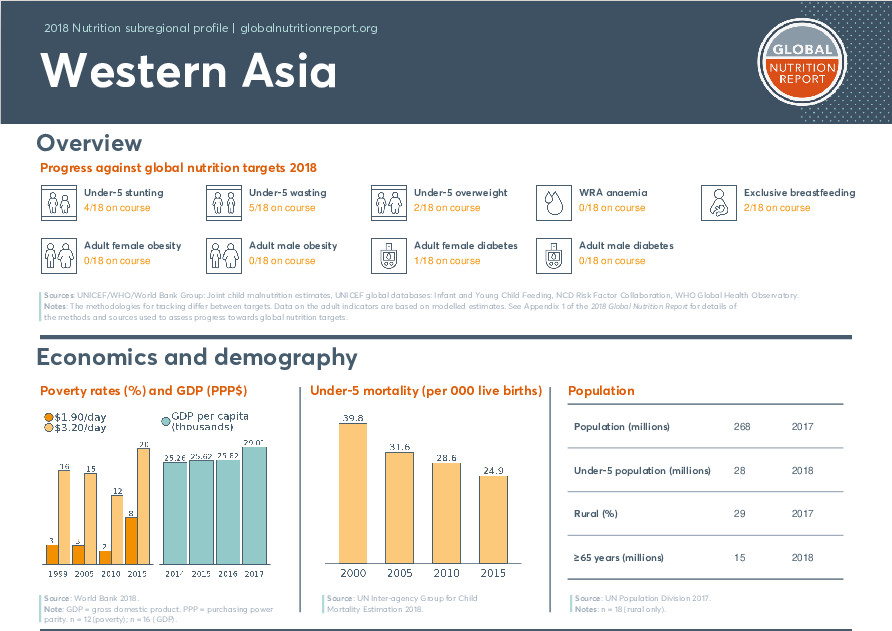 2018 Nutrition subregional profile | globalnutritionreport.org
Western Asia
GLOBAL
NUTRITION
REPORT
Overview
Progress against global nutrition targets 2018
Under-5 stunting
4/18 on course
Under-5 wasting
5/18 on course
Under-5 overweight
2/18 on course
WRA anaemia
0/18 on course
Exclusive breastfeeding
2/18 on course
Adult female obesity
0/18 on course
Adult male obesity
0/18 on course
Adult female diabetes
1/18 on course
Adult male diabetes
0/18 on course
Sources: UNICEF/WHO/World Bank Group: Joint child malnutrition estimates; UNICEF global databases: Infant and Young Child Feeding, NCD Risk Factor Collaboration, WHO Global Health Observatory.
Notes: The methodologies for tracking differ between targets. Data on the adult indicators are based on modelled estimates. See Appendix 1 of the 2018 Global Nutrition Report for details of
the methods and sources used to assess progress towards global nutrition targets.
Economics and demography
Poverty rates (%) and GDP (PPP$)
$1.90/day
$3.20/day
GDP per capita
(thousands)
3 16 3 15 2 12 8 20
1999 2005 2010 2015
25.26 25.62 25.82 29.01
2014 2015 2016 2017
Source: World Bank 2018.
Note: GDP = gross domestic product. PPP = purchasing power
parity. n = 12 (poverty); n = 16 (GDP).
Under-5 mortality (per 000 live births)
39.8
31.6
28.6
24.9
2000 2005 2010 2015
Source: UN Inter-agency Group for Child
Mortality Estimation 2018.
Population
Population (millions) 268 2017
Under-5 population (millions) 28 2018
Rural (%) 29 2017
≥65 years (millions) 15 2018
Source: UN Population Division 2017.
Notes: n = 18 (rural only).